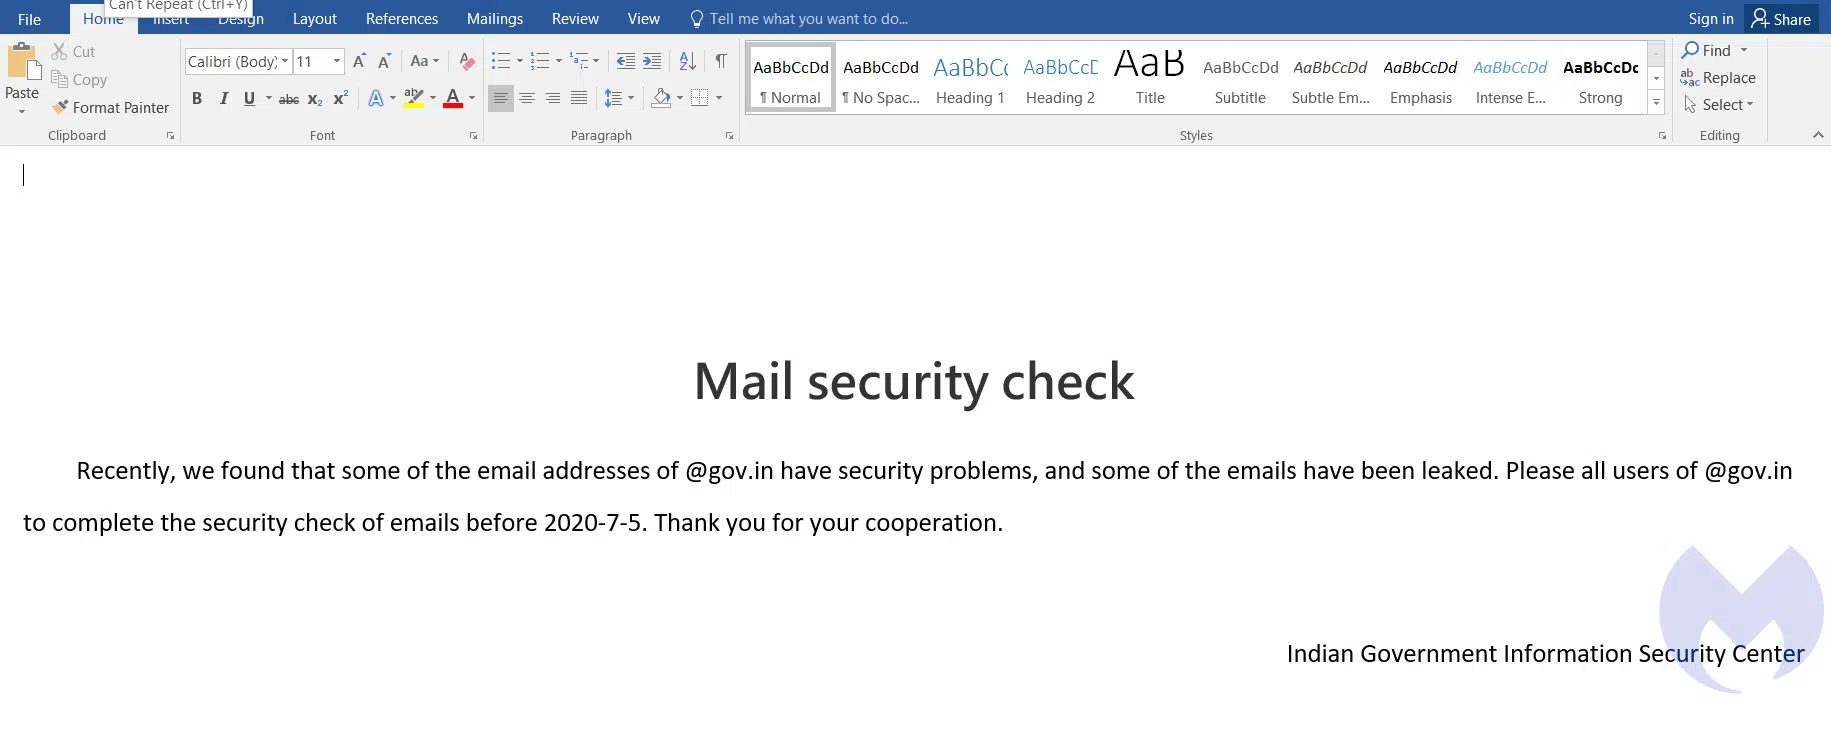 Can't Repeat (Ctrl+Y)
File Home Insert Design Layout References Mailings Review View Tell me what you want to do... Sign in Share
Cut
Copy
Paste
Format Painter
Clipboard
Calibri (Body) 11 Aa
B I U abc x₂ x² A ab A
Font
A Z ¶
Paragraph
AaBbCcDd AaBbCcDd AaBbCc AaBbCcD AaB AaBbCcDd AaBbCcDd AaBbCcDd AaBbCcDd AaBbCcDc
¶ Normal ¶ No Spac... Heading 1 Heading 2 Title Subtitle Subtle Em... Emphasis Intense E... Strong
Styles
Find
ab ac Replace
Select
Editing
Mail security check
Recently, we found that some of the email addresses of @gov.in have security problems, and some of the emails have been leaked. Please all users of @gov.in
to complete the security check of emails before 2020-7-5. Thank you for your cooperation.
Indian Government Information Security Center